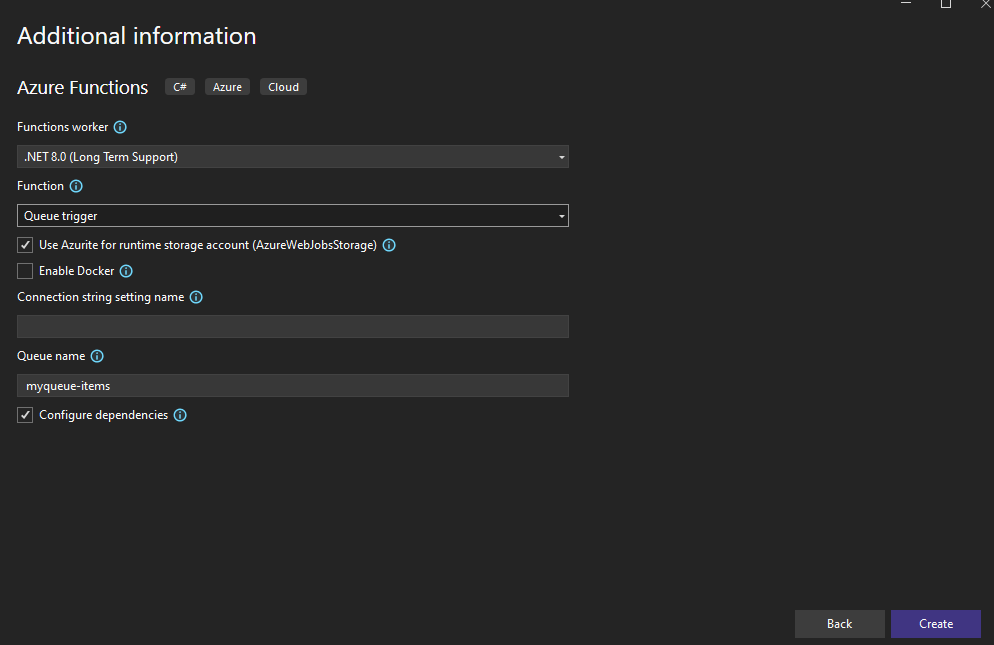 Additional information
Azure Functions C# Azure Cloud
Functions worker
.NET 8.0 (Long Term Support)
Function
Queue trigger
Use Azurite for runtime storage account (AzureWebJobsStorage)
Enable Docker
Connection string setting name
Queue name
myqueue-items
Configure dependencies
Back Create